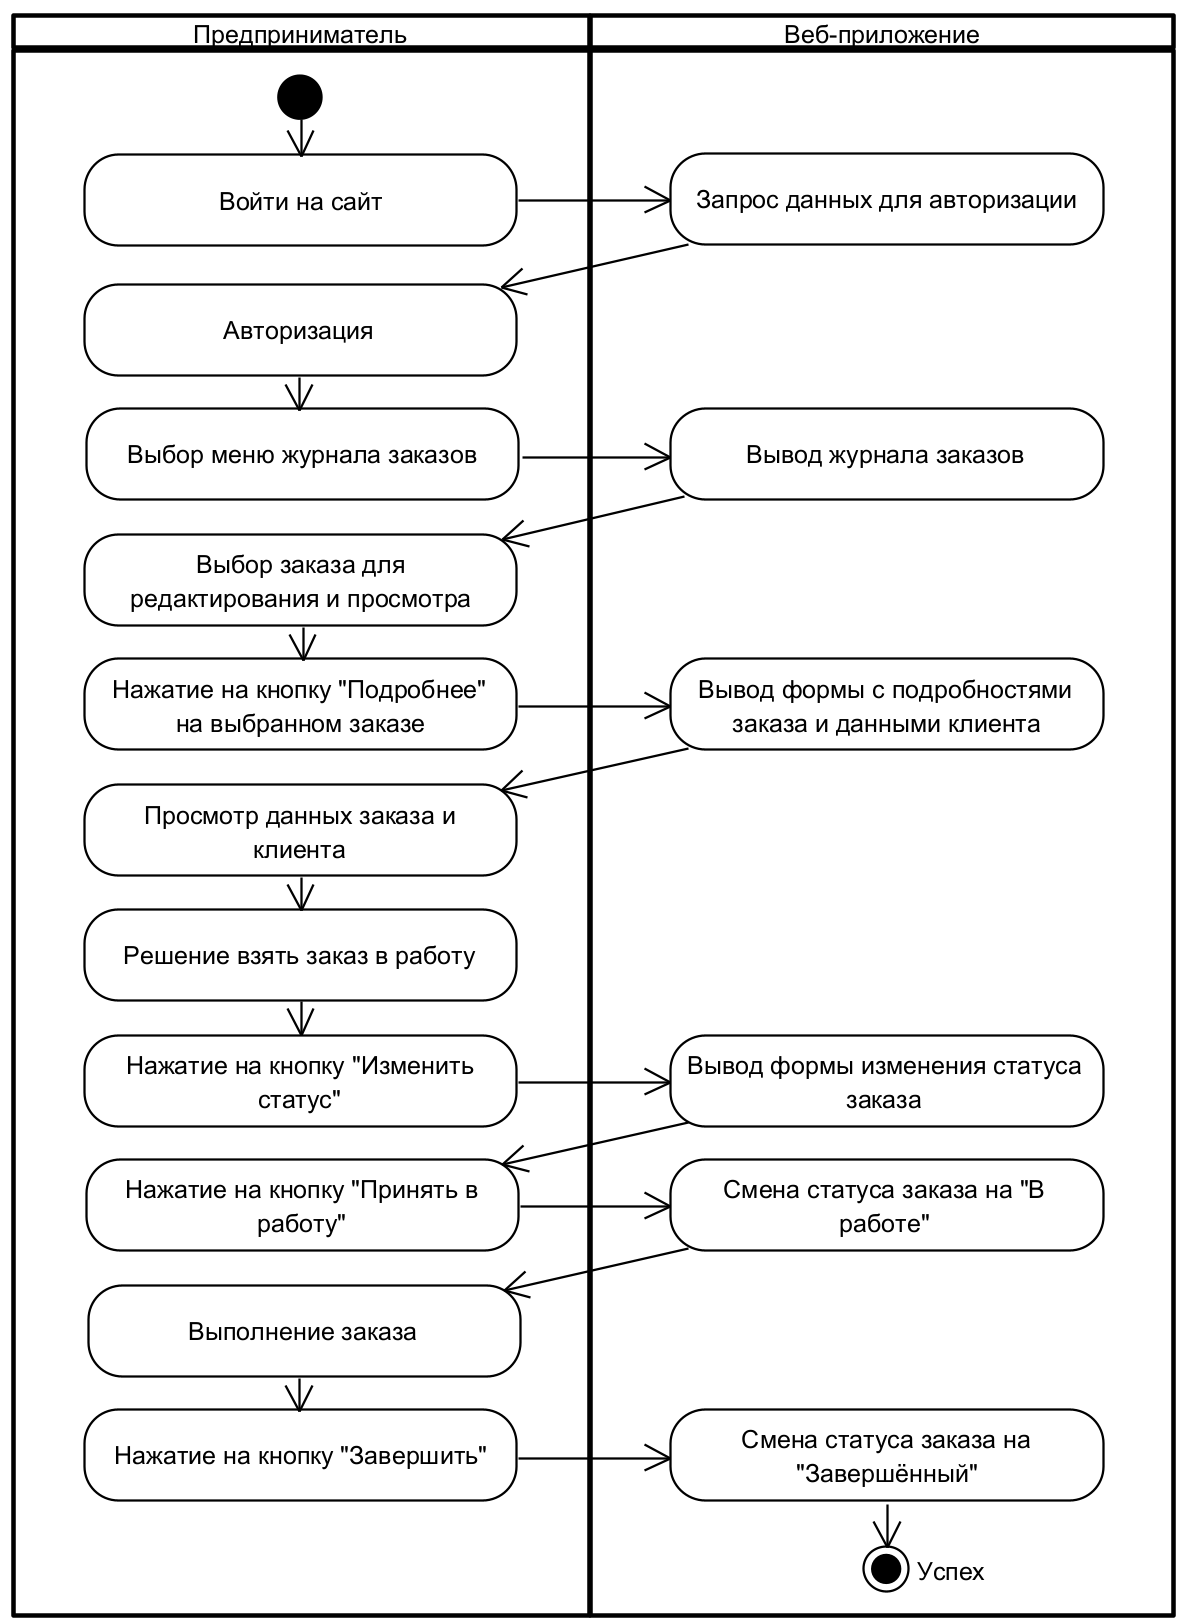 Предприниматель
Веб-приложение
Войти на сайт
Запрос данных для авторизации
Авторизация
Выбор меню журнала заказов
Вывод журнала заказов
Выбор заказа для
редактирования и просмотра
Нажатие на кнопку "Подробнее"
на выбранном заказе
Вывод формы с подробностями
заказа и данными клиента
Просмотр данных заказа и
клиента
Решение взять заказ в работу
Нажатие на кнопку "Изменить
статус"
Вывод формы изменения статуса
заказа
Нажатие на кнопку "Принять в
работу"
Смена статуса заказа на "В
работе"
Выполнение заказа
Нажатие на кнопку "Завершить"
Смена статуса заказа на
"Завершённый"
Успех